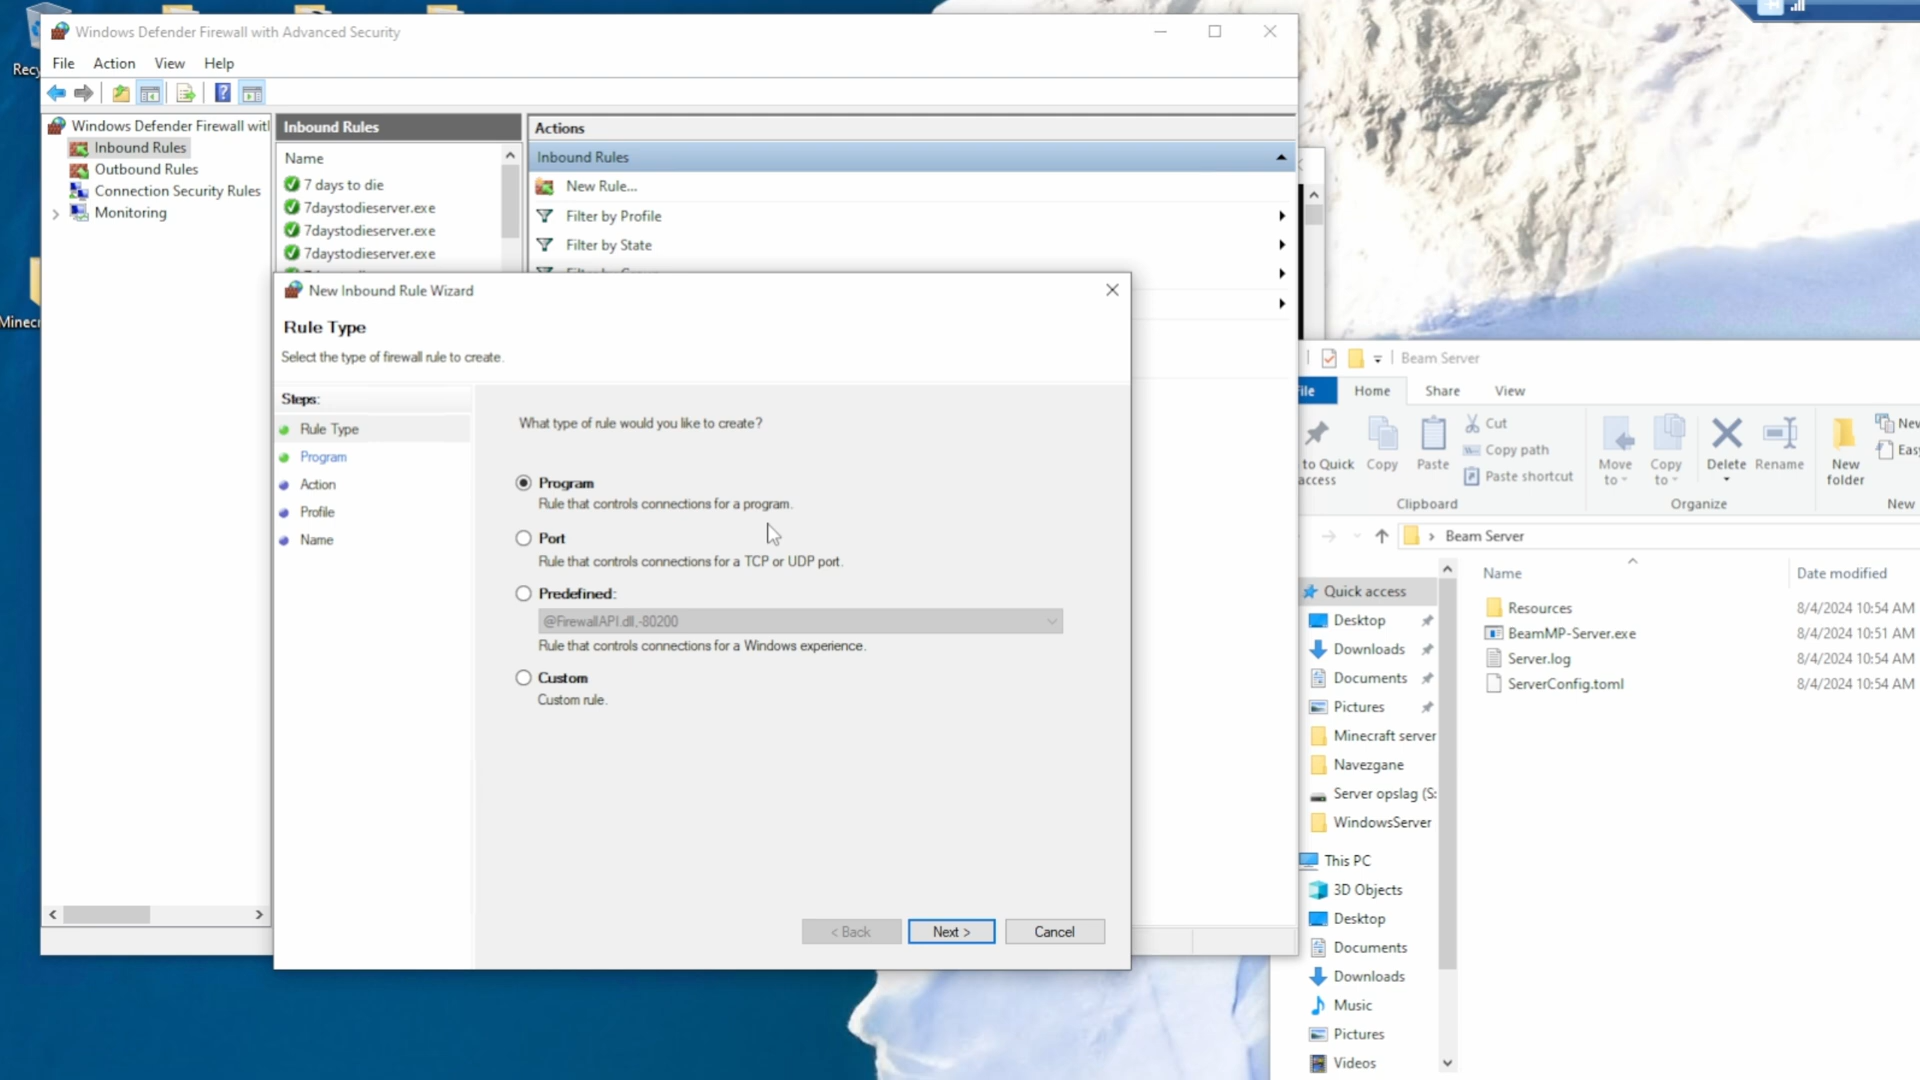 Windows Defender Firewall with Advanced Security
File Action View Help
Windows Defender Firewall wit
Inbound Rules
Outbound Rules
Connection Security Rules
Monitoring
Inbound Rules
Name
7 days to die
7daystodieserver.exe
7daystodieserver.exe
7daystodieserver.exe
Actions
Inbound Rules
New Rule...
Filter by Profile
Filter by State
New Inbound Rule Wizard
Rule Type
Select the type of firewall rule to create.
Steps:
Rule Type
Program
Action
Profile
Name
What type of rule would you like to create?
Program
Rule that controls connections for a program.
Port
Rule that controls connections for a TCP or UDP port.
Predefined:
@FirewallAPI.dll,-80200
Rule that controls connections for a Windows experience.
Custom
Custom rule.
< Back Next > Cancel
Rec
Minecr
Beam Server
File Home Share View
to Quick access
Copy
Paste
Cut
Copy path
Paste shortcut
Clipboard
Move to
Copy to
Delete
Rename
Organize
New folder
New
Easy
New
Beam Server
Name Date modified
Resources 8/4/2024 10:54 AM
BeamMP-Server.exe 8/4/2024 10:51 AM
Server.log 8/4/2024 10:54 AM
ServerConfig.toml 8/4/2024 10:54 AM
Quick access
Desktop
Downloads
Documents
Pictures
Minecraft server
Navezgane
Server opslag (S:
WindowsServer
This PC
3D Objects
Desktop
Documents
Downloads
Music
Pictures
Videos